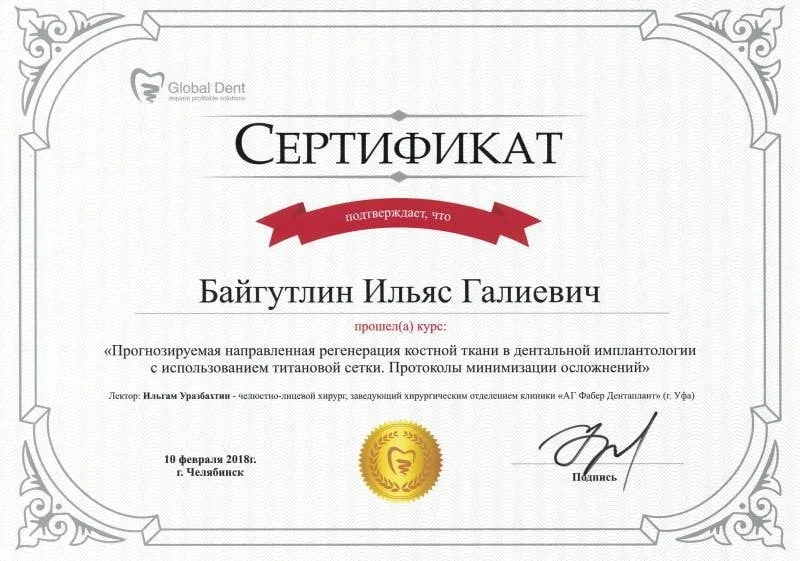 Global Dent
implant profitable solutions
СЕРТИФИКАТ
подтверждает, что
Байгутлин Ильяс Галиевич
прошел(а) курс:
«Прогнозируемая направленная регенерация костной ткани в дентальной имплантологии
с использованием титановой сетки. Протоколы минимизации осложнений»
Лектор: Ильгам Уразбахтин - челюстно-лицевой хирург, заведующий хирургическим отделением клиники «АГ Фабер Дентаплант» (г. Уфа)
10 февраля 2018г.
г. Челябинск
Подпись